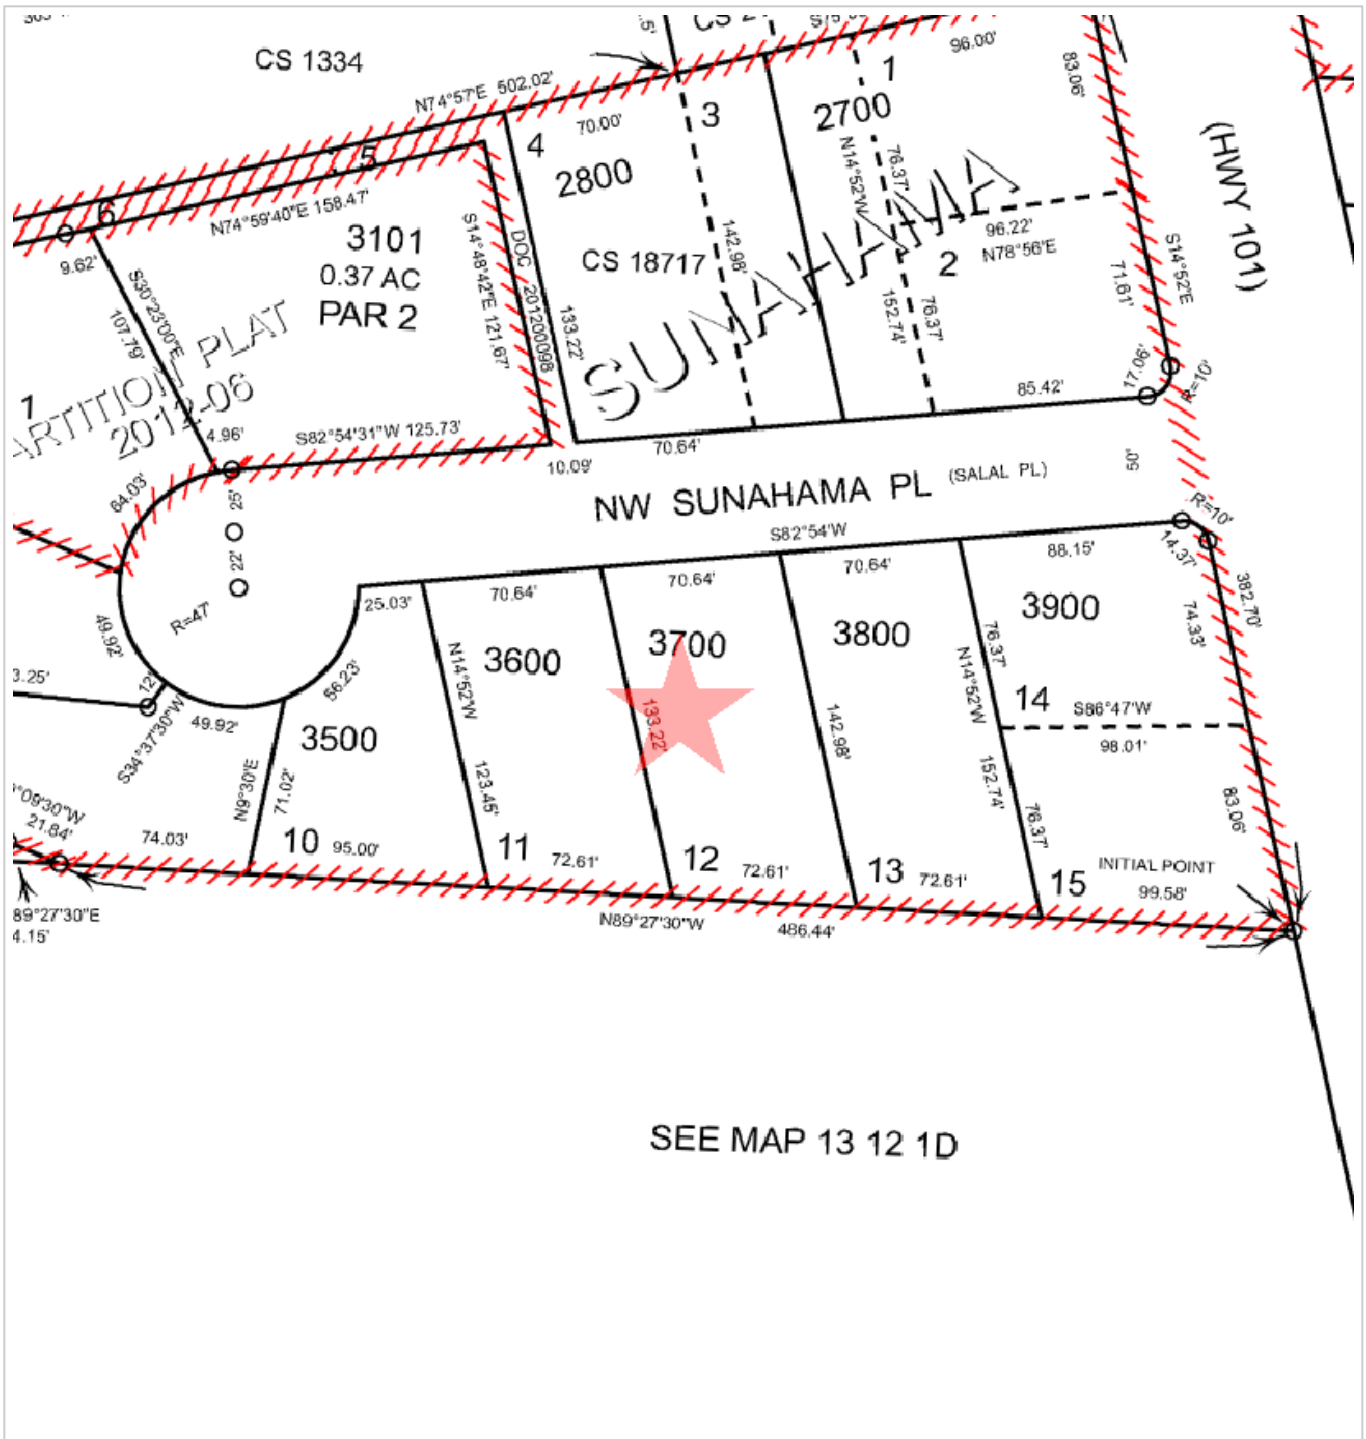 CS 1334
N74°57'E 502.02'
70.00'
96.00'
83.06'
1
2700
3
4
2800
5
6
N74°59'40"E 158.47'
9.62'
3101
0.37 AC
PAR 2
S30°23'00"E
107.79'
S14°48'42"E 121.67'
DOC 201200098
133.22'
CS 18717
142.98'
N14°52'W
76.37'
152.74'
76.37'
2
96.22'
N78°56'E
71.61'
S14°52'E
(HWY 101)
SUNAHAMA
1
ARTITION PLAT
2012-06
4.96'
S82°54'31"W 125.73'
10.09'
70.64'
85.42'
17.06'
R=10'
50'
64.03'
25'
22'
R=47'
NW SUNAHAMA PL (SALAL PL)
S82°54'W
R=10'
14.37'
25.03'
70.64'
70.64'
70.64'
88.15'
382.70'
74.33'
3600
3700
3800
3900
49.92'
3.25'
12'
S34°37'30"W
49.92'
56.23'
3500
N14°52'W
123.45'
133.22'
142.98'
N14°52'W
76.37'
152.74'
76.37'
14
S86°47'W
98.01'
83.06'
N9°30'E
71.02'
°09'30"W
21.84'
74.03'
10
95.00'
11
72.61'
12
72.61'
13
72.61'
15
INITIAL POINT
99.58'
89°27'30"E
4.15'
N89°27'30"W
486.44'
SEE MAP 13 12 1D